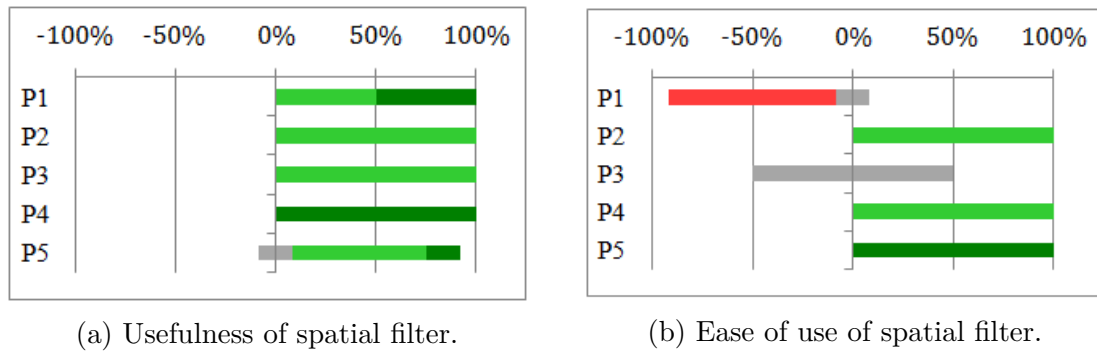 -100% -50% 0% 50% 100%
P1
P2
P3
P4
P5
(a) Usefulness of spatial filter.
-100% -50% 0% 50% 100%
P1
P2
P3
P4
P5
(b) Ease of use of spatial filter.